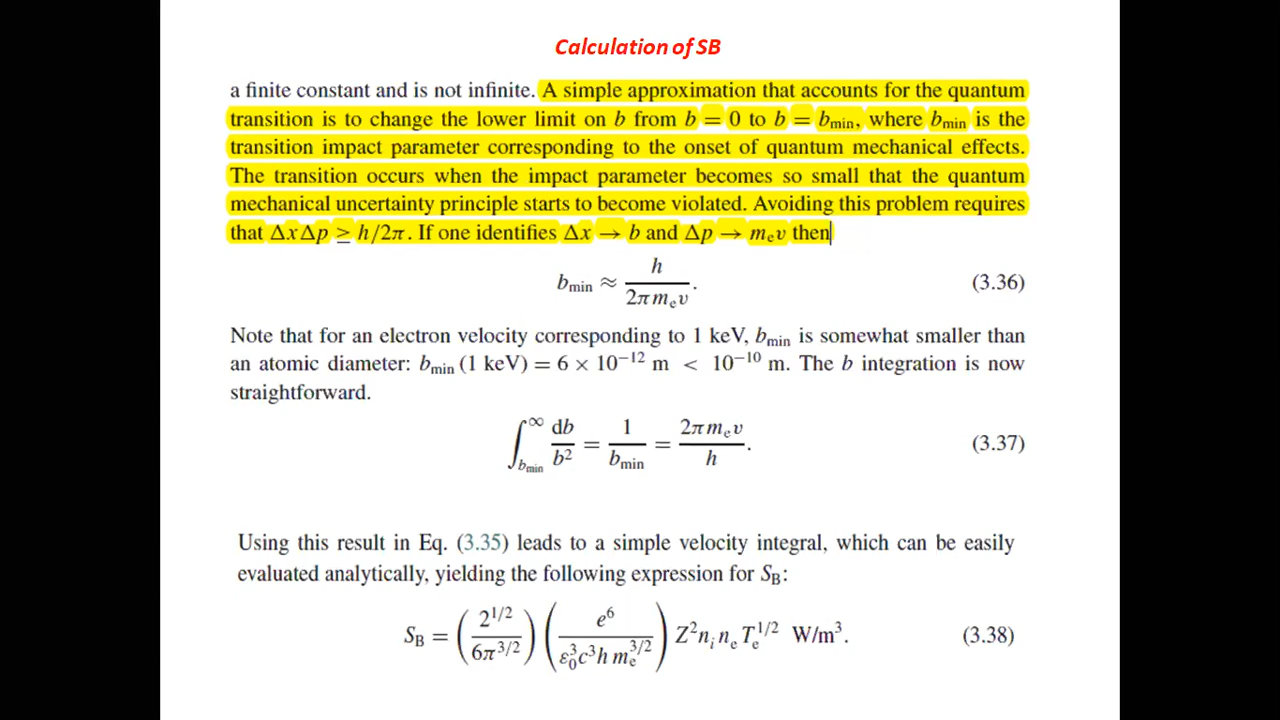 Calculation of SB
a finite constant and is not infinite. A simple approximation that accounts for the quantum
transition is to change the lower limit on b from b = 0 to b = b_min, where b_min is the
transition impact parameter corresponding to the onset of quantum mechanical effects.
The transition occurs when the impact parameter becomes so small that the quantum
mechanical uncertainty principle starts to become violated. Avoiding this problem requires
that ΔxΔp ≥ h/2π. If one identifies Δx → b and Δp → m_e v then
b_min ≈ h / 2π m_e v. (3.36)
Note that for an electron velocity corresponding to 1 keV, b_min is somewhat smaller than
an atomic diameter: b_min (1 keV) = 6 × 10^−12 m < 10^−10 m. The b integration is now
straightforward.
∫_{b_min}^∞ db / b^2 = 1 / b_min = 2π m_e v / h. (3.37)
Using this result in Eq. (3.35) leads to a simple velocity integral, which can be easily
evaluated analytically, yielding the following expression for S_B:
S_B = (2^{1/2} / 6π^{3/2}) (e^6 / ε_0^3 c^3 h m_e^{3/2}) Z^2 n_i n_e T_e^{1/2} W/m^3. (3.38)